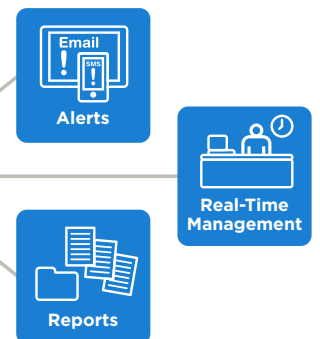 Email
!
SMS
!
Alerts
Real-Time
Management
Reports